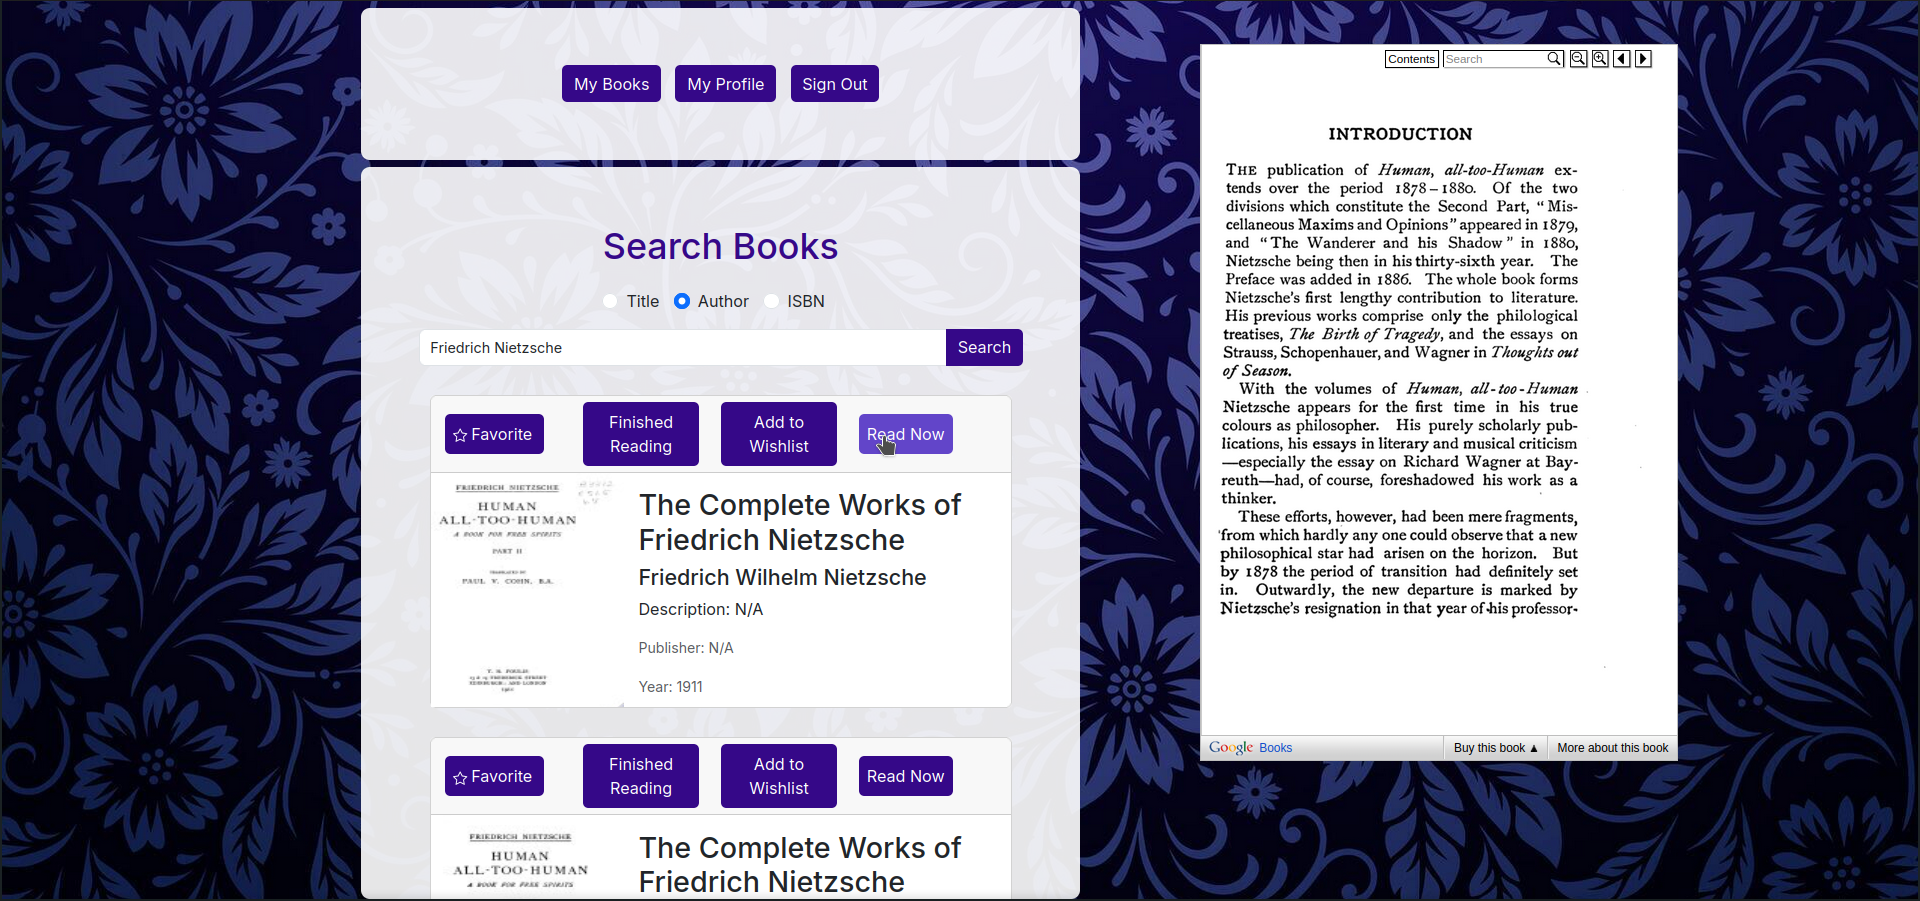 My Books
My Profile
Sign Out
Search Books
Title
Author
ISBN
Friedrich Nietzsche
Search
Favorite
Finished
Reading
Add to
Wishlist
Read Now
FRIEDRICH NIETZSCHE
HUMAN
ALL-TOO-HUMAN
A BOOK FOR FREE SPIRITS
PART II
TRANSLATED BY
PAUL V. COHN, B.A.
T. N. FOULIS
The Complete Works of
Friedrich Nietzsche
Friedrich Wilhelm Nietzsche
Description: N/A
Publisher: N/A
Year: 1911
Favorite
Finished
Reading
Add to
Wishlist
Read Now
FRIEDRICH NIETZSCHE
HUMAN
ALL-TOO-HUMAN
A BOOK FOR FREE SPIRITS
The Complete Works of
Friedrich Nietzsche
Contents
Search
INTRODUCTION
THE publication of Human, all-too-Human ex-
tends over the period 1878–1880. Of the two
divisions which constitute the Second Part, "Mis-
cellaneous Maxims and Opinions" appeared in 1879,
and "The Wanderer and his Shadow" in 1880,
Nietzsche being then in his thirty-sixth year. The
Preface was added in 1886. The whole book forms
Nietzsche's first lengthy contribution to literature.
His previous works comprise only the philological
treatises, The Birth of Tragedy, and the essays on
Strauss, Schopenhauer, and Wagner in Thoughts out
of Season.
With the volumes of Human, all-too-Human
Nietzsche appears for the first time in his true
colours as philosopher. His purely scholarly pub-
lications, his essays in literary and musical criticism
—especially the essay on Richard Wagner at Bay-
reuth—had, of course, foreshadowed his work as a
thinker.
These efforts, however, had been mere fragments,
from which hardly any one could observe that a new
philosophical star had arisen on the horizon. But
by 1878 the period of transition had definitely set
in. Outwardly, the new departure is marked by
Nietzsche's resignation in that year of his professor-
Google Books
Buy this book ▲
More about this book